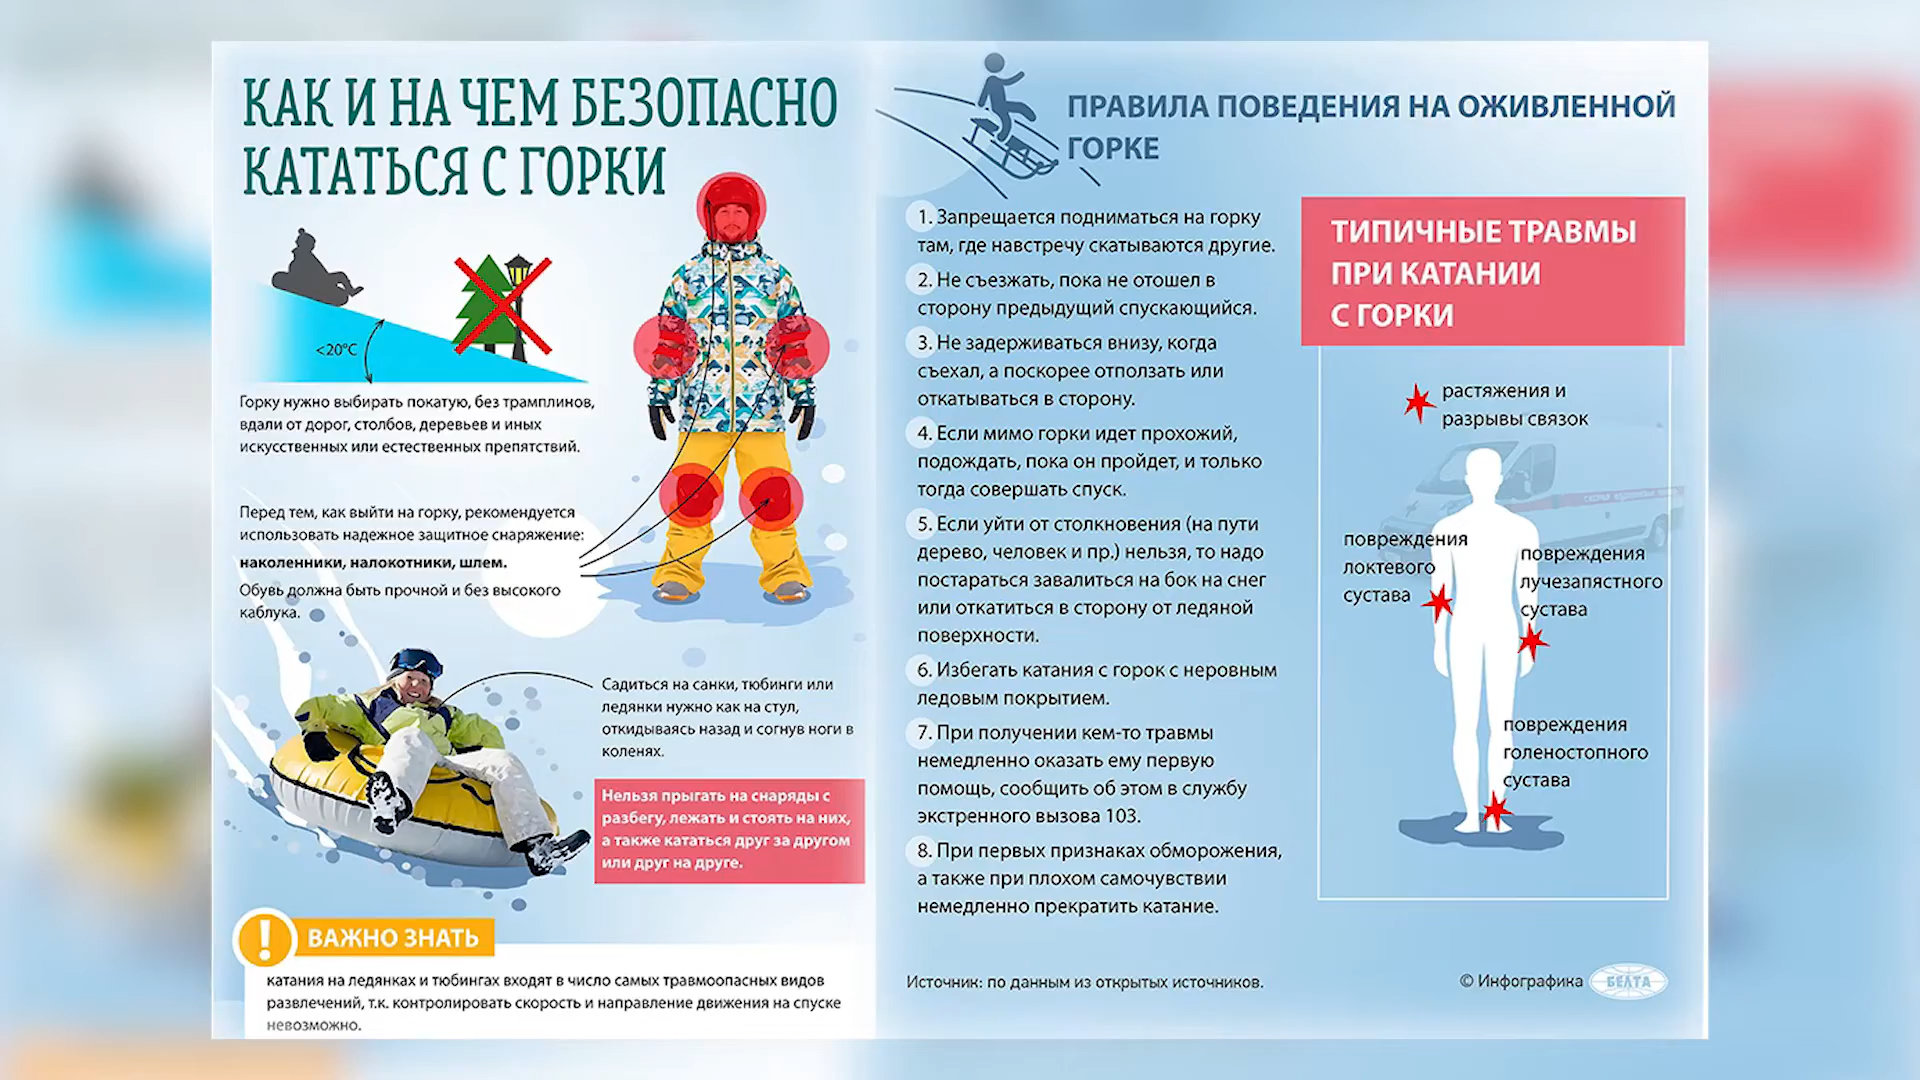 КАК И НА ЧЕМ БЕЗОПАСНО
КАТАТЬСЯ С ГОРКИ
<20°C
Горку нужно выбирать покатую, без трамплинов,
вдали от дорог, столбов, деревьев и иных
искусственных или естественных препятствий.
Перед тем, как выйти на горку, рекомендуется
использовать надежное защитное снаряжение:
наколенники, налокотники, шлем.
Обувь должна быть прочной и без высокого
каблука.
Садиться на санки, тюбинги или
ледянки нужно как на стул,
откидываясь назад и согнув ноги в
коленях.
Нельзя прыгать на снаряды с
разбегу, лежать и стоять на них,
а также кататься друг за другом
или друг на друге.
! ВАЖНО ЗНАТЬ
катания на ледянках и тюбингах входят в число самых травмоопасных видов
развлечений, т.к. контролировать скорость и направление движения на спуске
невозможно.
ПРАВИЛА ПОВЕДЕНИЯ НА ОЖИВЛЕННОЙ
ГОРКЕ
1. Запрещается подниматься на горку
там, где навстречу скатываются другие.
2. Не съезжать, пока не отошел в
сторону предыдущий спускающийся.
3. Не задерживаться внизу, когда
съехал, а поскорее отползать или
откатываться в сторону.
4. Если мимо горки идет прохожий,
подождать, пока он пройдет, и только
тогда совершать спуск.
5. Если уйти от столкновения (на пути
дерево, человек и пр.) нельзя, то надо
постараться завалиться на бок на снег
или откатиться в сторону от ледяной
поверхности.
6. Избегать катания с горок с неровным
ледовым покрытием.
7. При получении кем-то травмы
немедленно оказать ему первую
помощь, сообщить об этом в службу
экстренного вызова 103.
8. При первых признаках обморожения,
а также при плохом самочувствии
немедленно прекратить катание.
ТИПИЧНЫЕ ТРАВМЫ
ПРИ КАТАНИИ
С ГОРКИ
растяжения и
разрывы связок
повреждения
локтевого
сустава
повреждения
лучезапястного
сустава
повреждения
голеностопного
сустава
Источник: по данным из открытых источников.
© Инфографика БЕЛТА